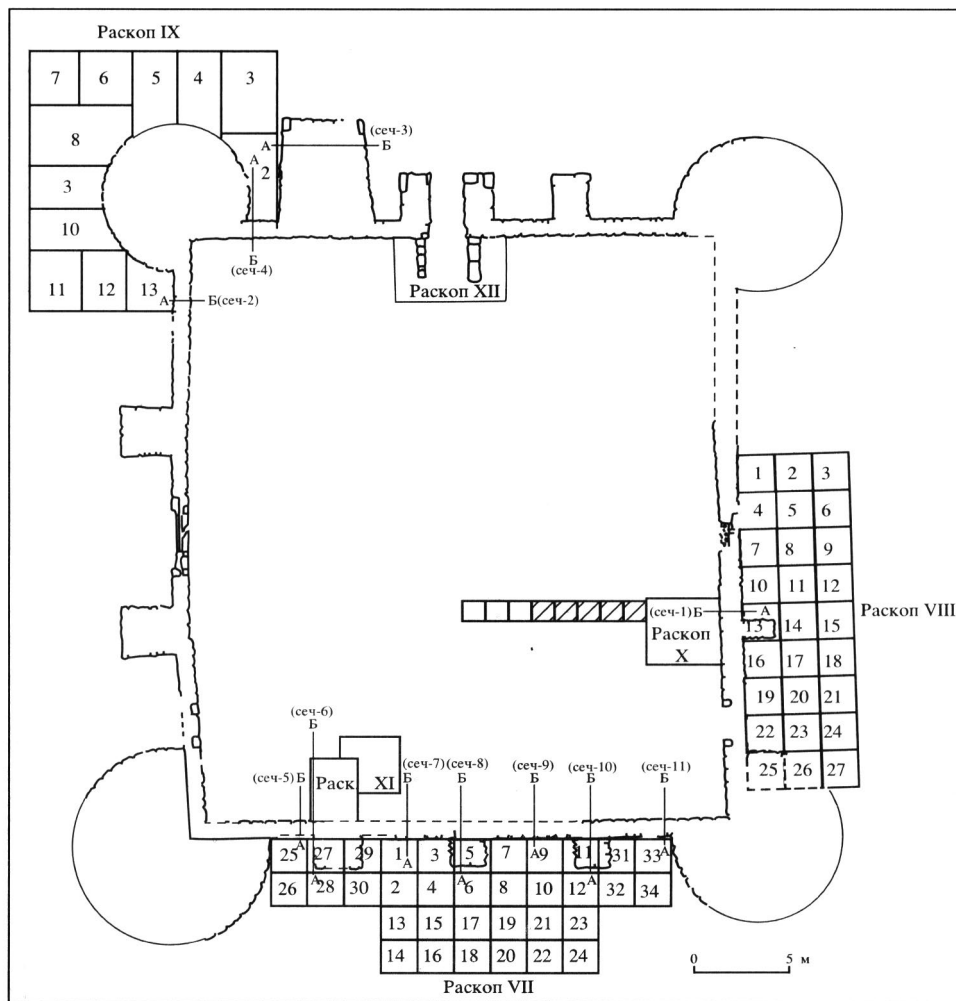 Раскоп IX
7 6 5 4 3
(сеч-3)
А Б
8
А
2
3
10
Б
(сеч-4)
11 12 13
А Б(сеч-2)
Раскоп XII
1 2 3
4 5 6
7 8 9
10 11 12
(сеч-1)Б А
Раскоп VIII
13 14 15
Раскоп
X
16 17 18
19 20 21
22 23 24
25 26 27
(сеч-6)
Б
(сеч-5) Б
Раск. XI
(сеч-7) (сеч-8) (сеч-9) (сеч-10) (сеч-11)
Б Б Б Б Б
А А А А
25 27 29 1 3 5 7 9 11 31 33
А А А
26 28 30 2 4 6 8 10 12 32 34
13 15 17 19 21 23
14 16 18 20 22 24
0 5 м
Раскоп VII